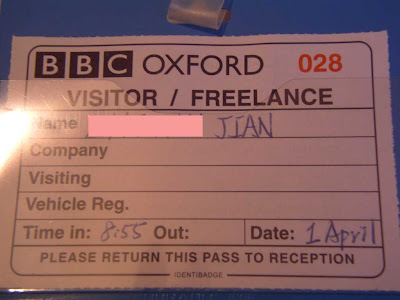 BBC OXFORD 028
VISITOR / FREELANCE
Name JIAN
Company
Visiting
Vehicle Reg.
Time in: 8:55 Out: Date: 1 April
PLEASE RETURN THIS PASS TO RECEPTION
IDENTIBADGE